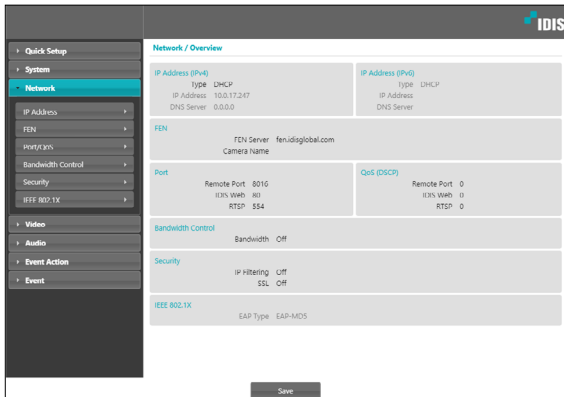 IDIS
Quick Setup
System
Network
IP Address
FEN
Port/QoS
Bandwidth Control
Security
IEEE 802.1X
Video
Audio
Event Action
Event
Network / Overview
IP Address (IPv4)
Type DHCP
IP Address 10.0.17.247
DNS Server 0.0.0.0
IP Address (IPv6)
Type DHCP
IP Address
DNS Server
FEN
FEN Server fen.idisglobal.com
Camera Name
Port
Remote Port 8016
IDIS Web 80
RTSP 554
QoS (DSCP)
Remote Port 0
IDIS Web 0
RTSP 0
Bandwidth Control
Bandwidth Off
Security
IP Filtering Off
SSL Off
IEEE 802.1X
EAP Type EAP-MD5
Save